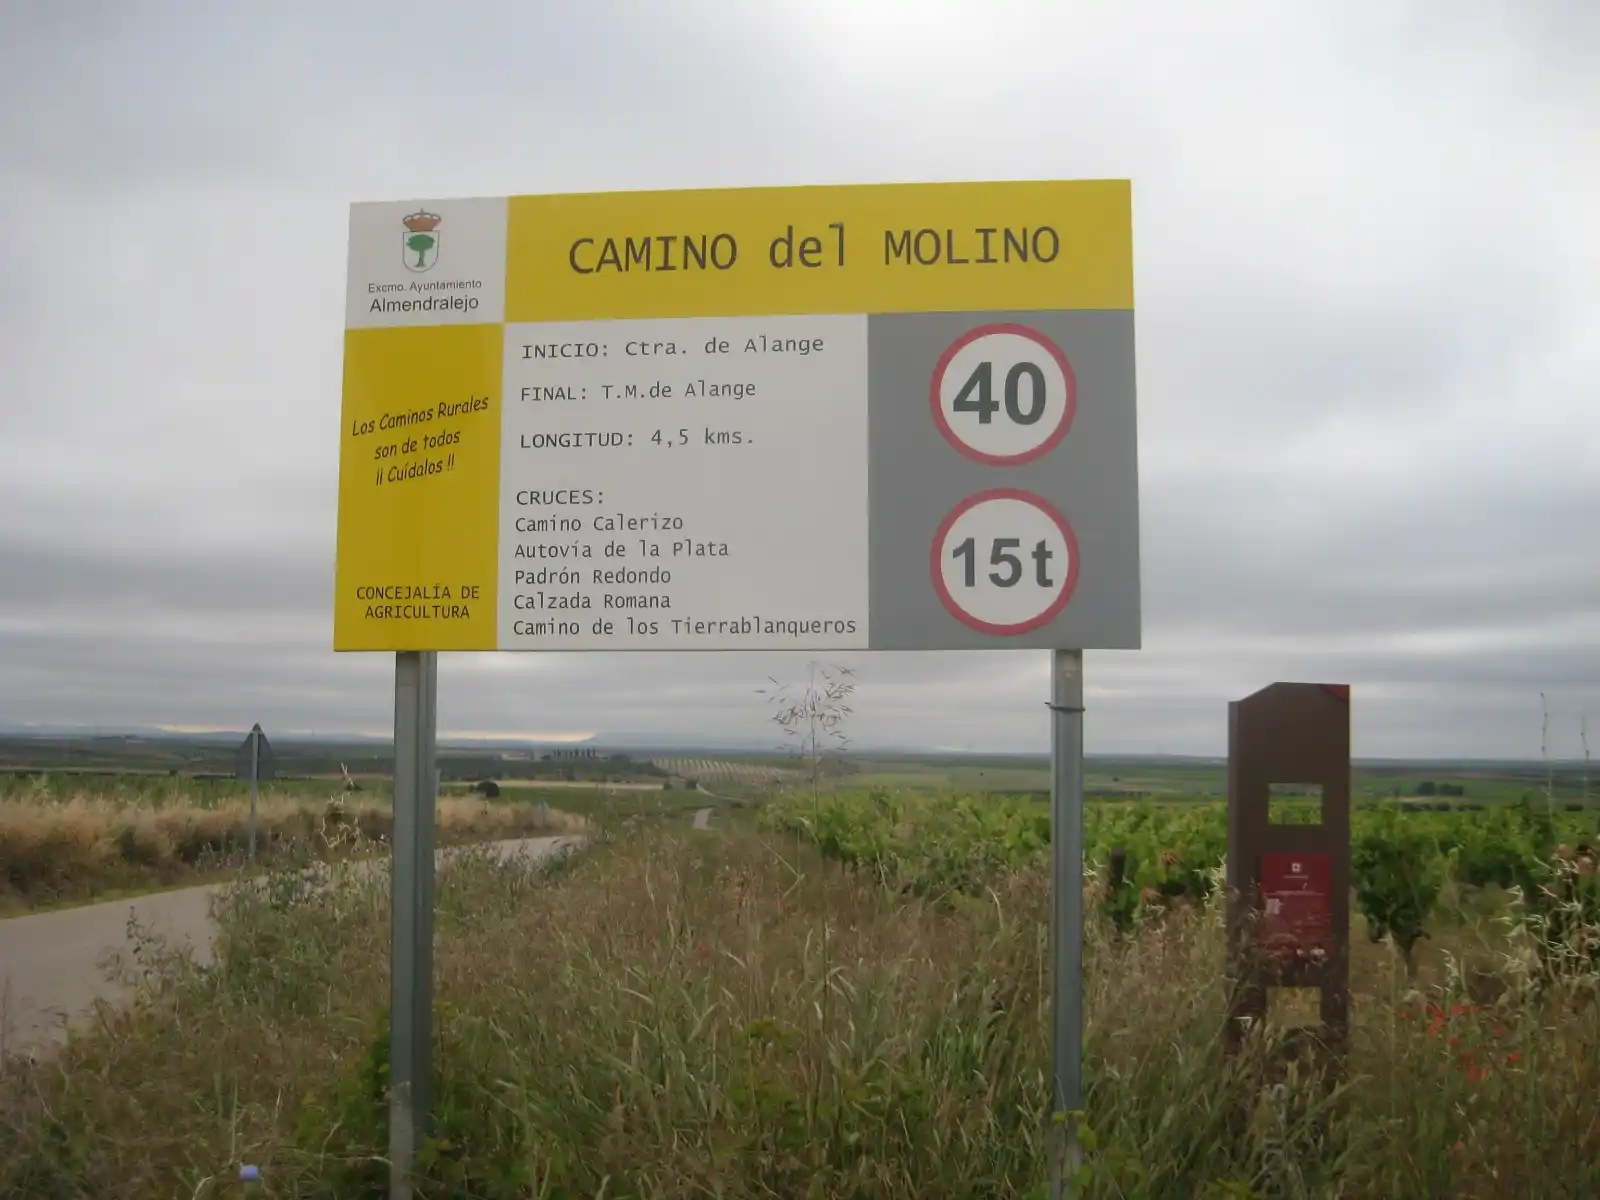 CAMINO del MOLINO
Excmo. Ayuntamiento
Almendralejo
Los Caminos Rurales
son de todos
¡¡ Cuídalos !!
CONCEJALÍA DE
AGRICULTURA
INICIO: Ctra. de Alange
FINAL: T.M.de Alange
LONGITUD: 4,5 kms.
CRUCES:
Camino Calerizo
Autovía de la Plata
Padrón Redondo
Calzada Romana
Camino de los Tierrablanqueros
40
15t